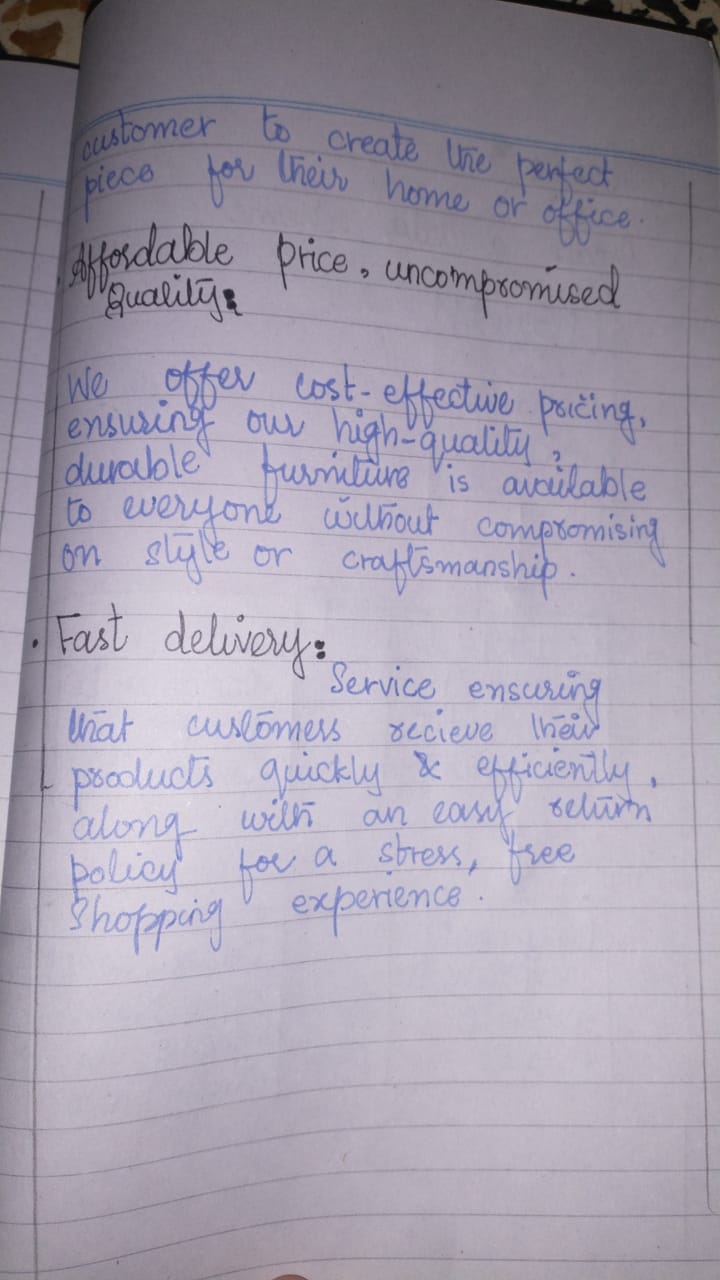 customer to create the perfect
piece for their home or office.
. Affordable price, uncompromised
Quality:
We offer cost-effective pricing,
ensuring our high-quality,
durable furniture is available
to everyone without compromising
on style or craftsmanship.
. Fast delivery:
Service ensuring
that customers recieve their
products quickly & efficiently,
along with an easy return
policy for a stress, free
Shopping experience.